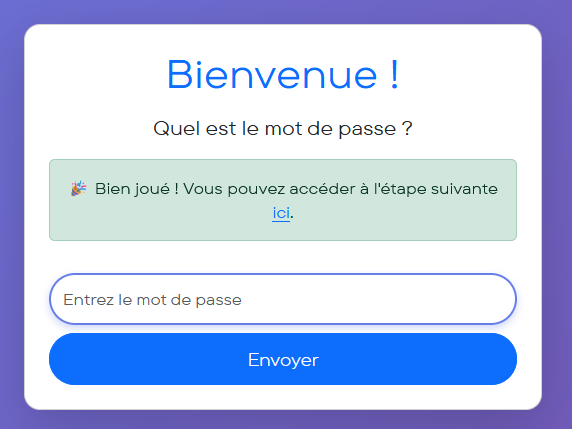 Bienvenue !
Quel est le mot de passe ?
🎉 Bien joué ! Vous pouvez accéder à l'étape suivante
ici.
Entrez le mot de passe
Envoyer